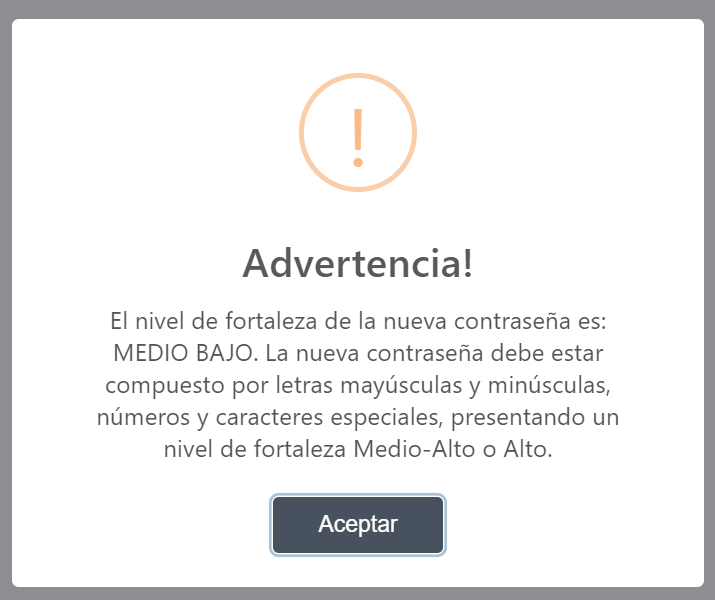 Advertencia!
El nivel de fortaleza de la nueva contraseña es:
MEDIO BAJO. La nueva contraseña debe estar
compuesto por letras mayúsculas y minúsculas,
números y caracteres especiales, presentando un
nivel de fortaleza Medio-Alto o Alto.
Aceptar